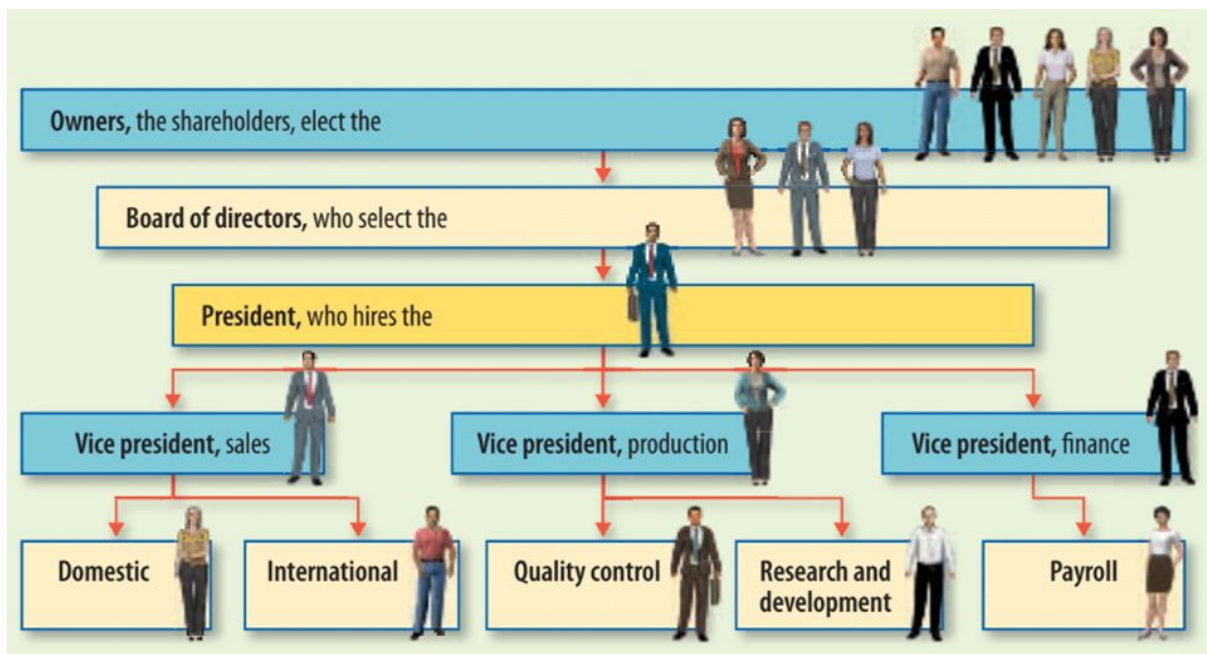 Owners, the shareholders, elect the
Board of directors, who select the
President, who hires the
Vice president, sales
Vice president, production
Vice president, finance
Domestic
International
Quality control
Research and
development
Payroll